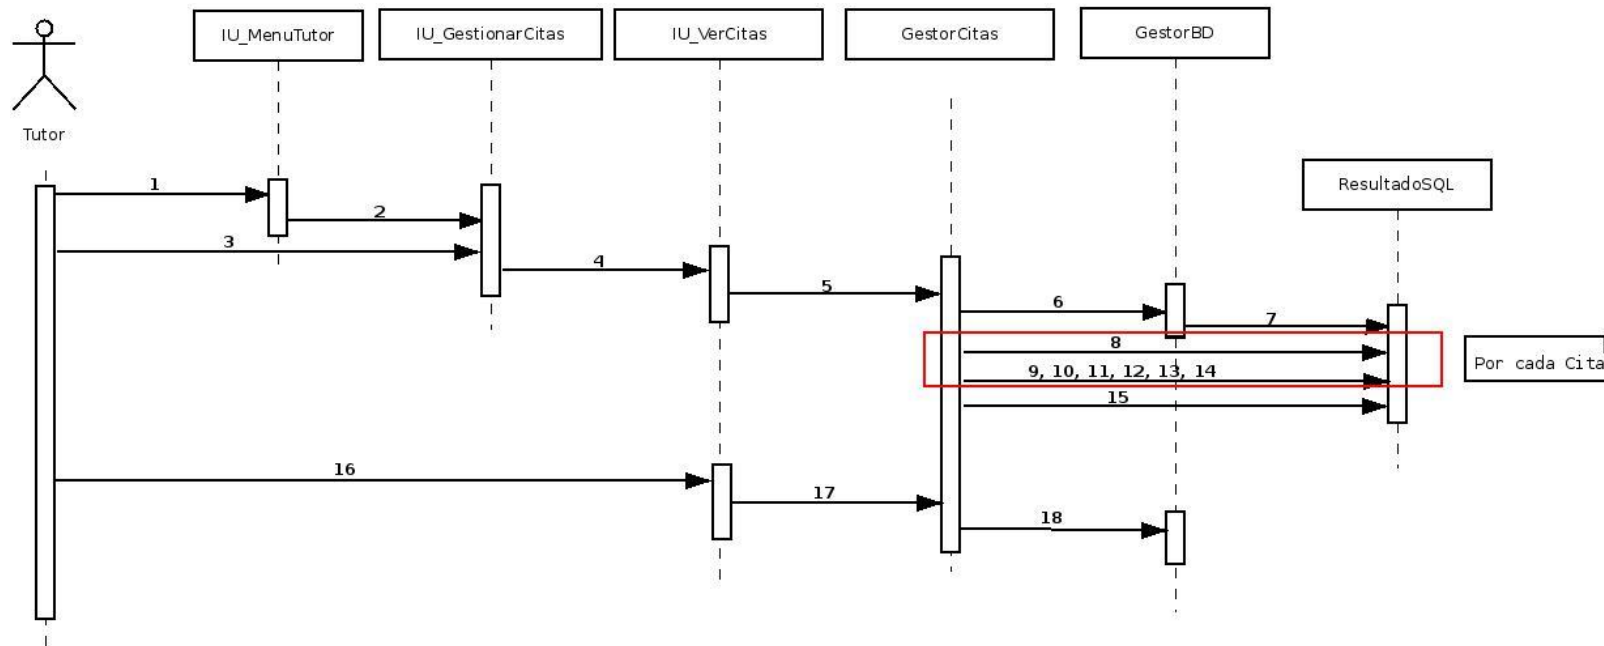 IU_MenuTutor
IU_GestionarCitas
IU_VerCitas
GestorCitas
GestorBD
Tutor
ResultadoSQL
1
2
3
4
5
6
7
8
9, 10, 11, 12, 13, 14
15
16
17
18
Por cada Cita